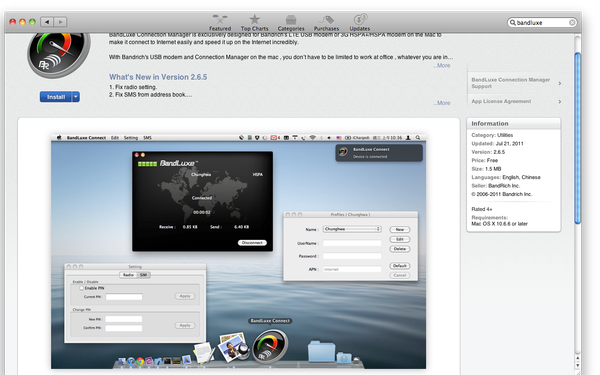 Featured Top Charts Categories Purchases Updates
bandluxe
BandLuxe Connection Manager is exclusively designed for Bandrich's LTE USB modem or 3G HSPA+/HSPA modem on the Mac to
make it connect to Internet easily and speed it up on the Internet incredibly.
With Bandrich's USB modem and Connection Manager on the mac , you don't have to be limited to work at office , whatever you are in…
...More
What's New in Version 2.6.5
1. Fix radio setting.
2. Fix SMS from address book....
...More
Install
BandLuxe Connection Manager
Support
App License Agreement
Information
Category: Utilities
Updated: Jul 21, 2011
Version: 2.6.5
Price: Free
Size: 1.5 MB
Languages: English, Chinese
Seller: BandRich Inc.
© 2006-2011 Bandrich Inc.
Rated 4+
Requirements:
Mac OS X 10.6.6 or later
BandLuxe Connect Edit Setting SMS
BandLuxe Connect
Device is connected
BandLuxe
Chunghwa HSPA
Connected
00:00:02
Receive : 0.85 KB Send : 6.40 KB
Disconnect
Profiles ( Chunghwa )
Name : Chunghwa New
UserName : Edit
Password : Delete
APN : internet Default
Cancel
Setting
Radio SIM
Enable / Disable
Enable PIN
Current PIN : Apply
Change PIN
New PIN :
Confirm PIN : Apply
BandLuxe Connect